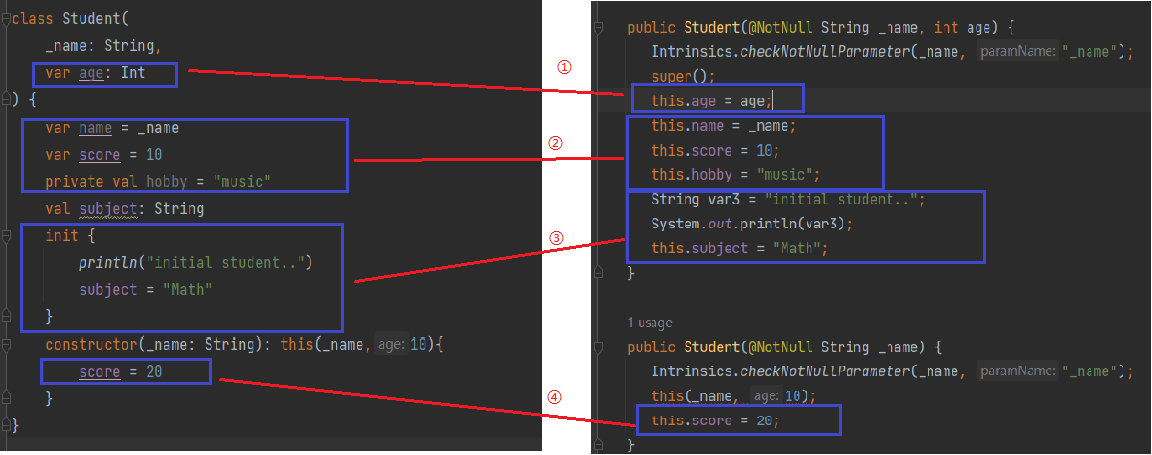 class Student(
_name: String,
var age: Int
) {
var name = _name
var score = 10
private val hobby = "music"
val subject: String
init {
println("initial student..")
subject = "Math"
}
constructor(_name: String): this(_name, age: 10){
score = 20
}
}
①
②
③
④
public Student(@NotNull String _name, int age) {
Intrinsics.checkNotNullParameter(_name, paramName: "_name");
super();
this.age = age;
this.name = _name;
this.score = 10;
this.hobby = "music";
String var3 = "initial student..";
System.out.println(var3);
this.subject = "Math";
}
1 usage
public Student(@NotNull String _name) {
Intrinsics.checkNotNullParameter(_name, paramName: "_name");
this(_name, age: 10);
this.score = 20;
}